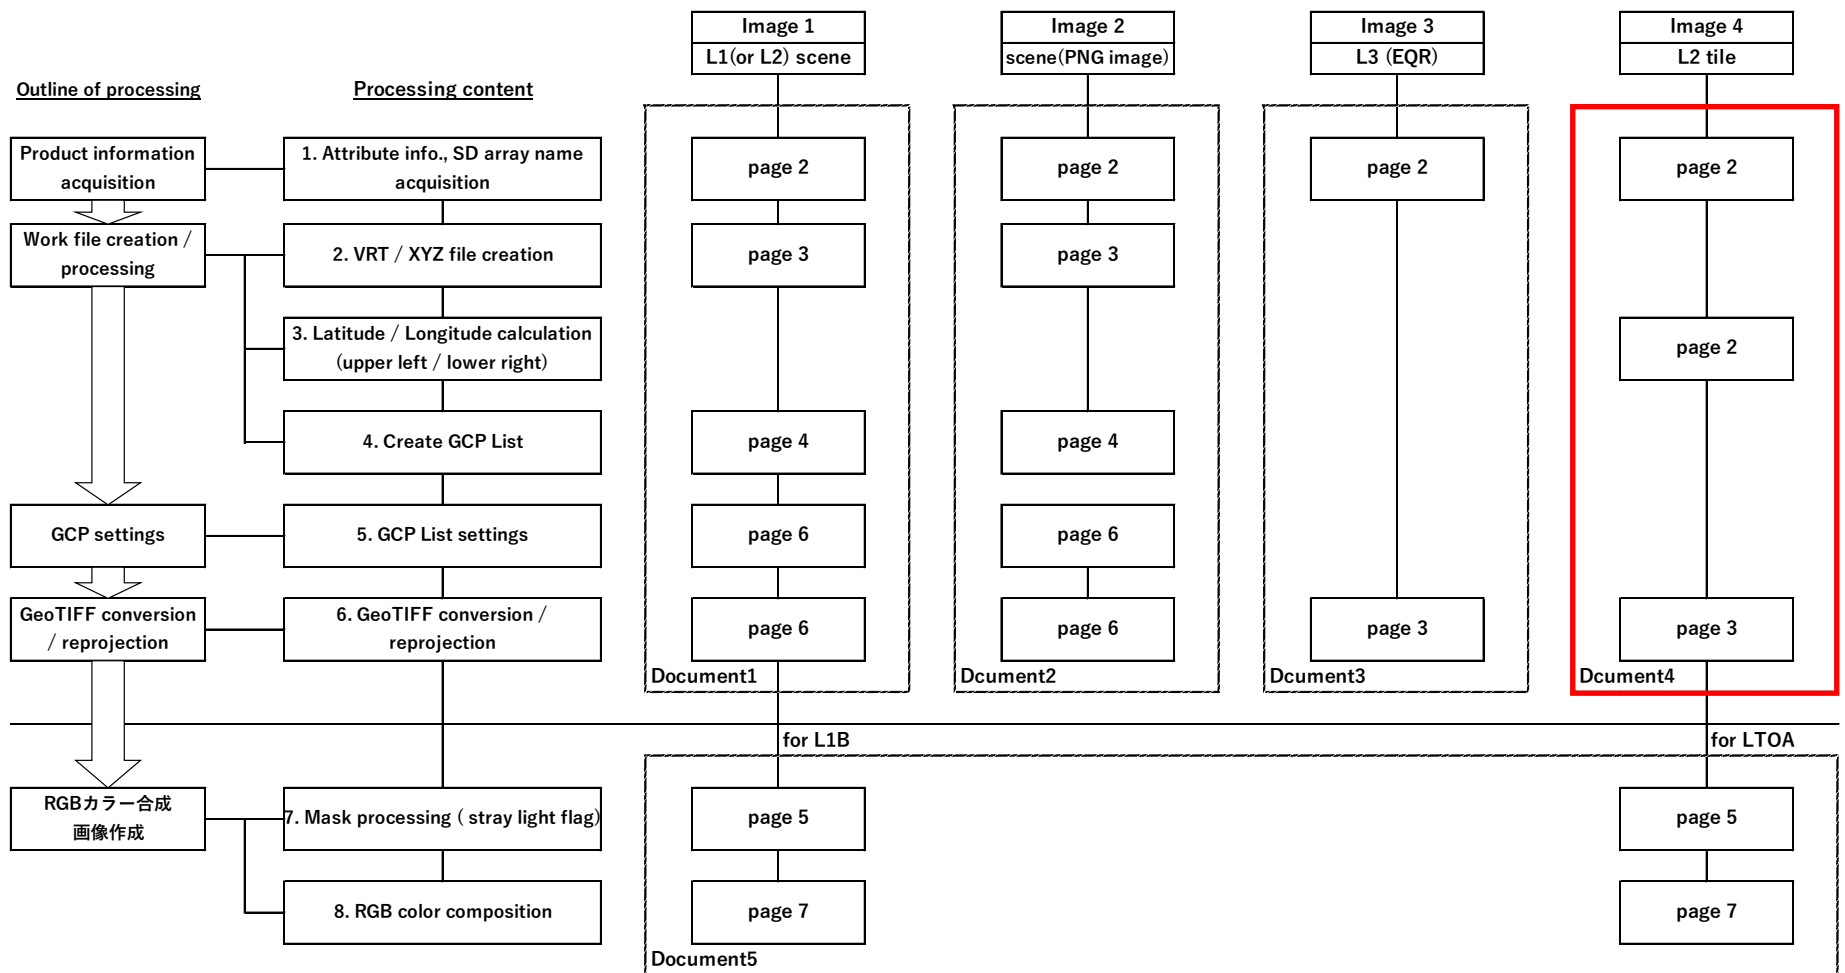 Image 1
L1(or L2) scene
Image 2
scene(PNG image)
Image 3
L3 (EQR)
Image 4
L2 tile
Outline of processing
Processing content
Product information
acquisition
1. Attribute info., SD array name
acquisition
page 2
page 2
page 2
page 2
Work file creation /
processing
2. VRT / XYZ file creation
page 3
page 3
3. Latitude / Longitude calculation
(upper left / lower right)
page 2
4. Create GCP List
page 4
page 4
GCP settings
5. GCP List settings
page 6
page 6
GeoTIFF conversion
/ reprojection
6. GeoTIFF conversion /
reprojection
page 6
page 6
page 3
page 3
Document1
Dcument2
Dcument3
Dcument4
for L1B
for LTOA
RGBカラー合成
画像作成
7. Mask processing ( stray light flag)
page 5
page 5
8. RGB color composition
page 7
page 7
Document5